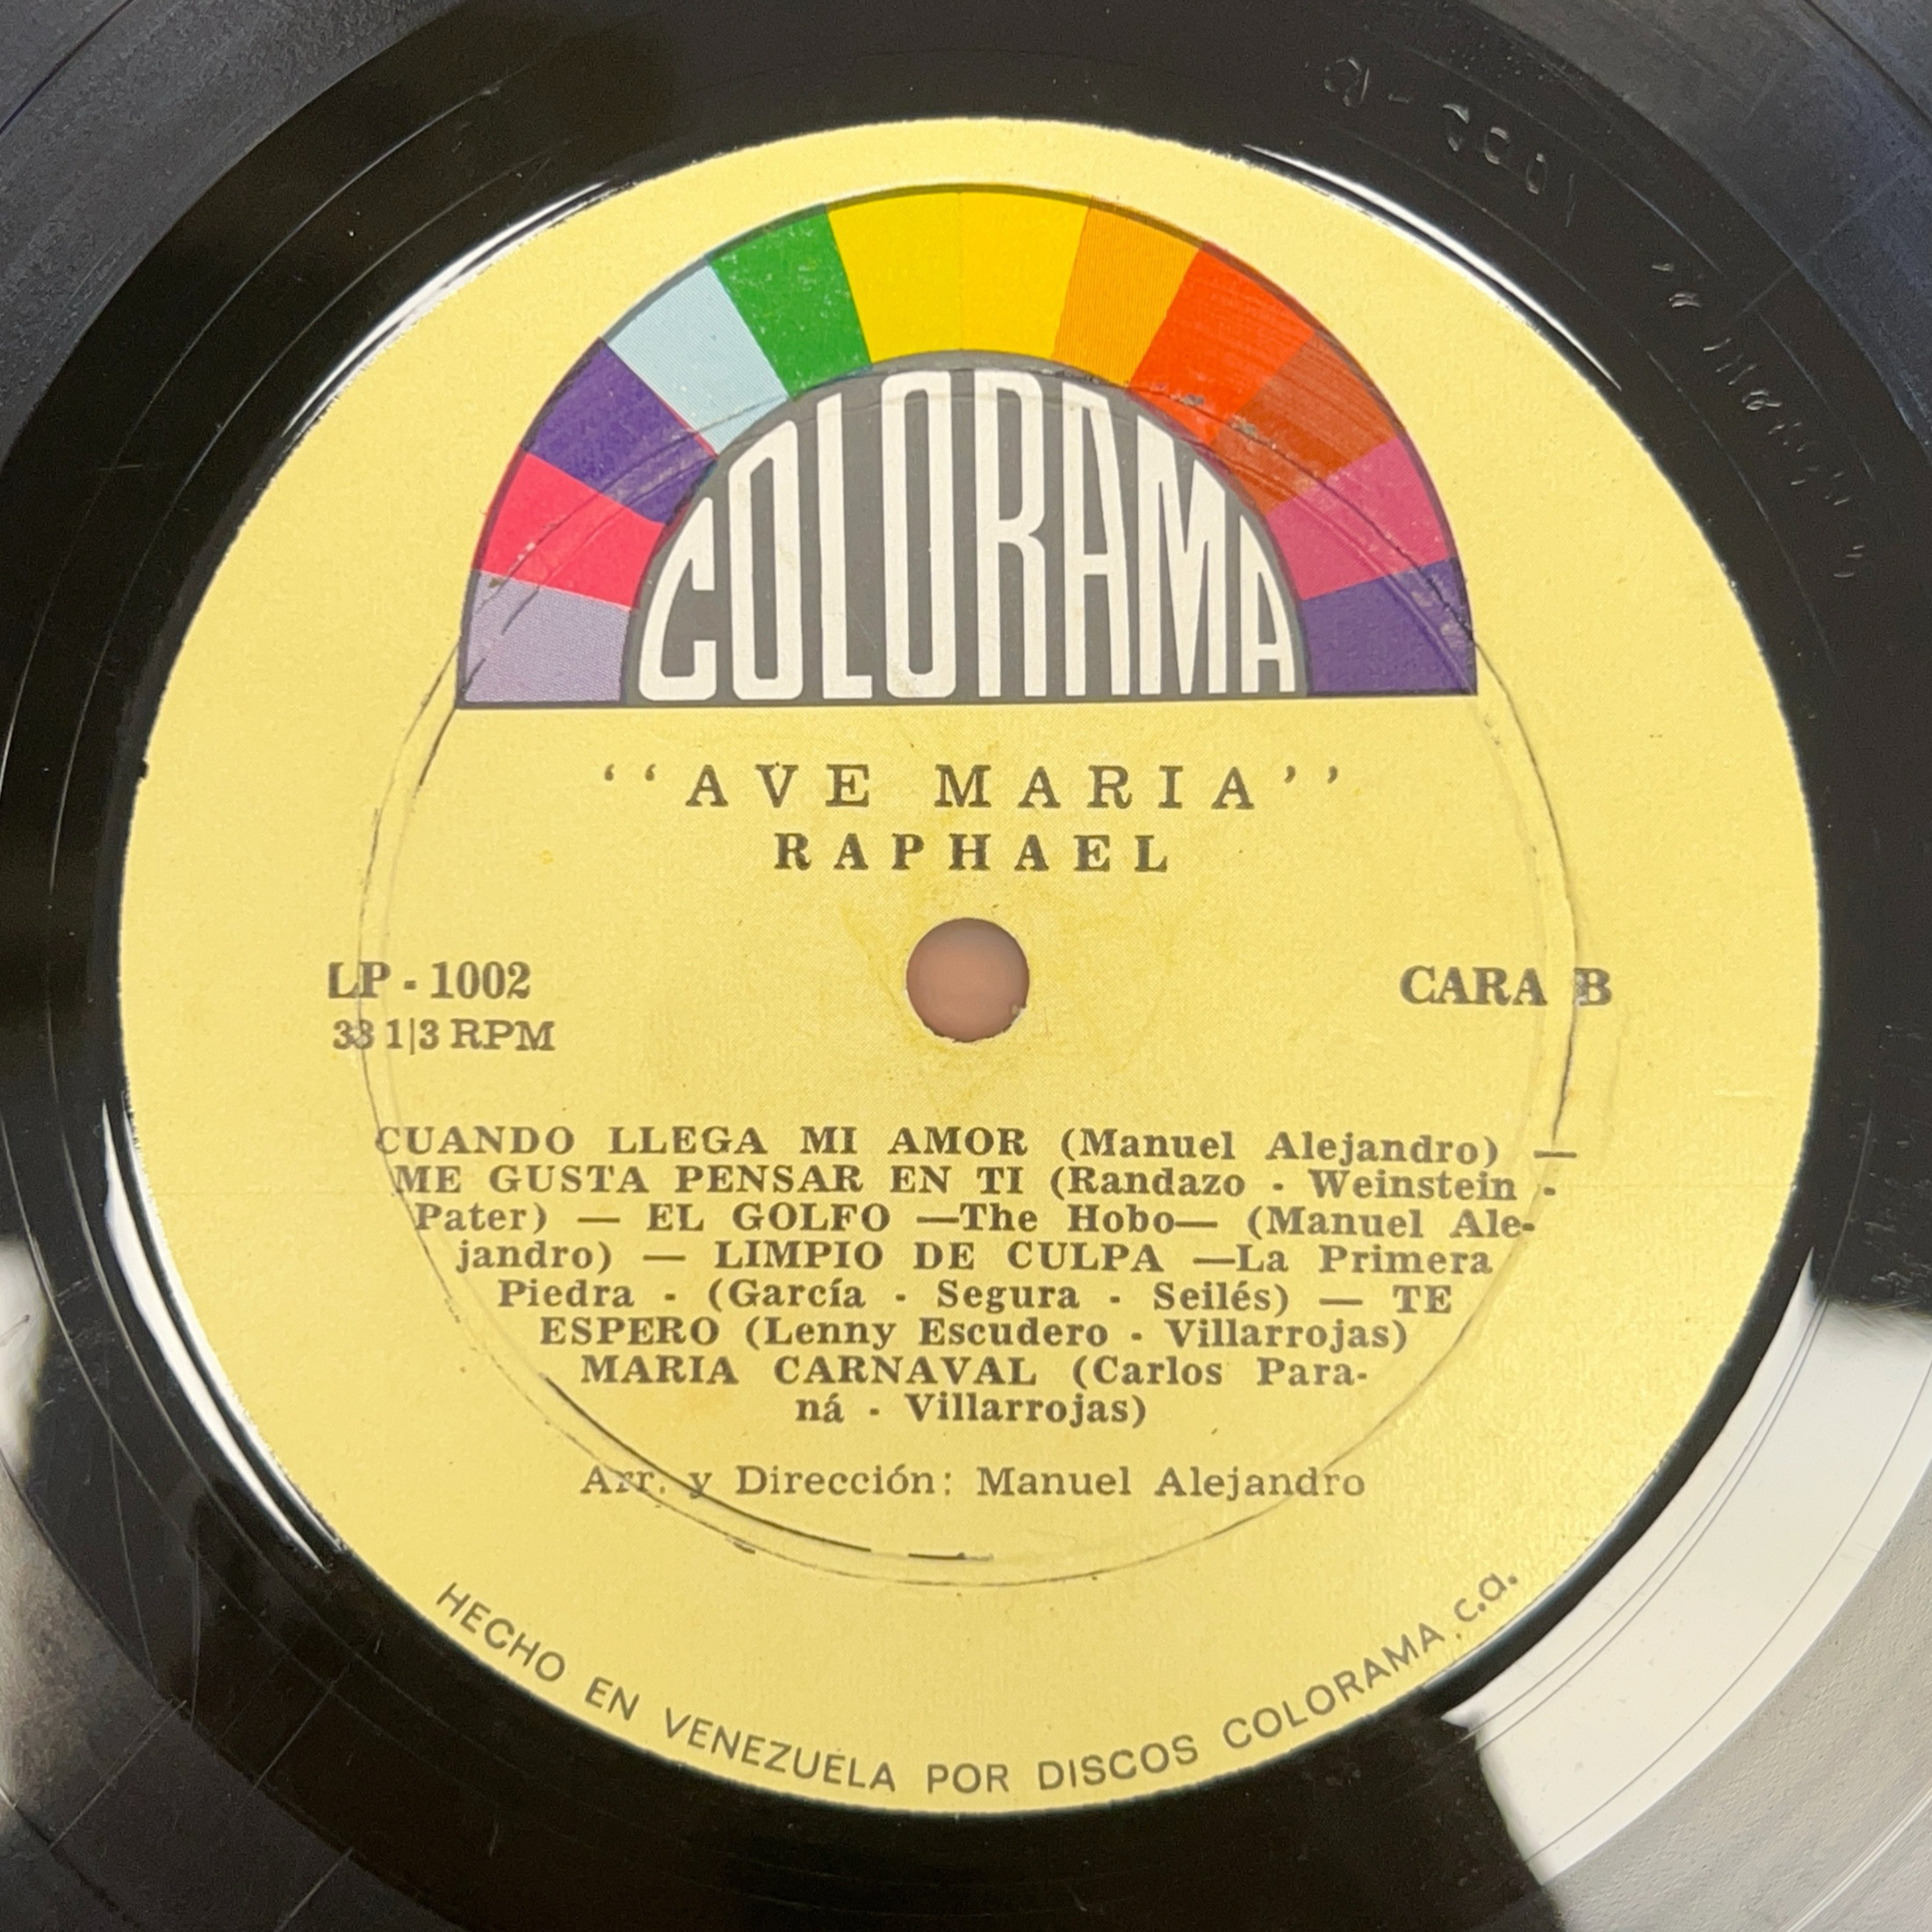 COLORAMA
‘‘AVE MARIA’’
RAPHAEL
LP - 1002
33 1|3 RPM
CARA B
CUANDO LLEGA MI AMOR (Manuel Alejandro) —
ME GUSTA PENSAR EN TI (Randazo - Weinstein -
Pater) — EL GOLFO —The Hobo— (Manuel Ale-
jandro) — LIMPIO DE CULPA —La Primera
Piedra - (García - Segura - Seilés) — TE
ESPERO (Lenny Escudero - Villarrojas)
MARIA CARNAVAL (Carlos Para-
ná - Villarrojas)
Arr. y Dirección: Manuel Alejandro
HECHO EN VENEZUELA POR DISCOS COLORAMA c.a.